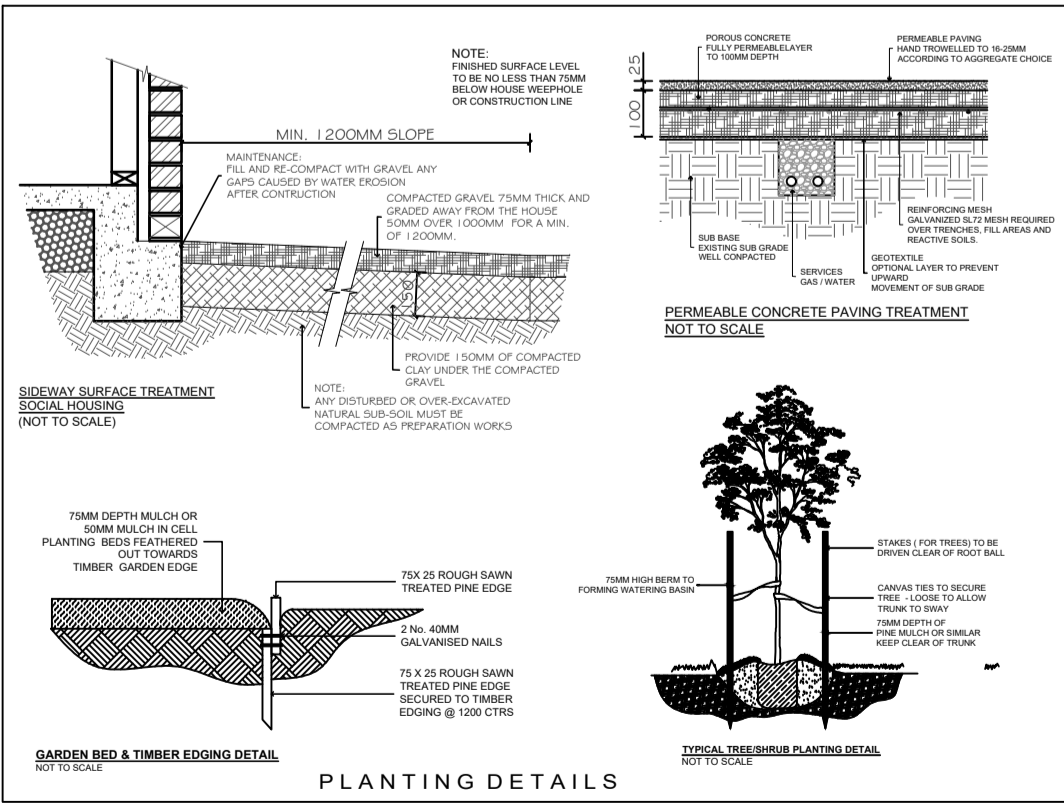 NOTE:
FINISHED SURFACE LEVEL
TO BE NO LESS THAN 75MM
BELOW HOUSE WEEPHOLE
OR CONSTRUCTION LINE
MIN. 1200MM SLOPE
MAINTENANCE:
FILL AND RE-COMPACT WITH GRAVEL ANY
GAPS CAUSED BY WATER EROSION
AFTER CONTRUCTION
COMPACTED GRAVEL 75MM THICK AND
GRADED AWAY FROM THE HOUSE
50MM OVER 1000MM FOR A MIN.
OF 1200MM.
150
PROVIDE 150MM OF COMPACTED
CLAY UNDER THE COMPACTED
GRAVEL
NOTE:
ANY DISTURBED OR OVER-EXCAVATED
NATURAL SUB-SOIL MUST BE
COMPACTED AS PREPARATION WORKS
SIDEWAY SURFACE TREATMENT
SOCIAL HOUSING
(NOT TO SCALE)
POROUS CONCRETE
FULLY PERMEABLELAYER
TO 100MM DEPTH
PERMEABLE PAVING
HAND TROWELLED TO 16-25MM
ACCORDING TO AGGREGATE CHOICE
25
100
SUB BASE
EXISTING SUB GRADE
WELL CONPACTED
SERVICES
GAS / WATER
REINFORCING MESH
GALVANIZED SL72 MESH REQUIRED
OVER TRENCHES, FILL AREAS AND
REACTIVE SOILS.
GEOTEXTILE
OPTIONAL LAYER TO PREVENT
UPWARD
MOVEMENT OF SUB GRADE
PERMEABLE CONCRETE PAVING TREATMENT
NOT TO SCALE
75MM DEPTH MULCH OR
50MM MULCH IN CELL
PLANTING BEDS FEATHERED
OUT TOWARDS
TIMBER GARDEN EDGE
75X 25 ROUGH SAWN
TREATED PINE EDGE
2 No. 40MM
GALVANISED NAILS
75 X 25 ROUGH SAWN
TREATED PINE EDGE
SECURED TO TIMBER
EDGING @ 1200 CTRS
GARDEN BED & TIMBER EDGING DETAIL
NOT TO SCALE
75MM HIGH BERM TO
FORMING WATERING BASIN
STAKES ( FOR TREES) TO BE
DRIVEN CLEAR OF ROOT BALL
CANVAS TIES TO SECURE
TREE - LOOSE TO ALLOW
TRUNK TO SWAY
75MM DEPTH OF
PINE MULCH OR SIMILAR
KEEP CLEAR OF TRUNK
TYPICAL TREE/SHRUB PLANTING DETAIL
NOT TO SCALE
PLANTING DETAILS